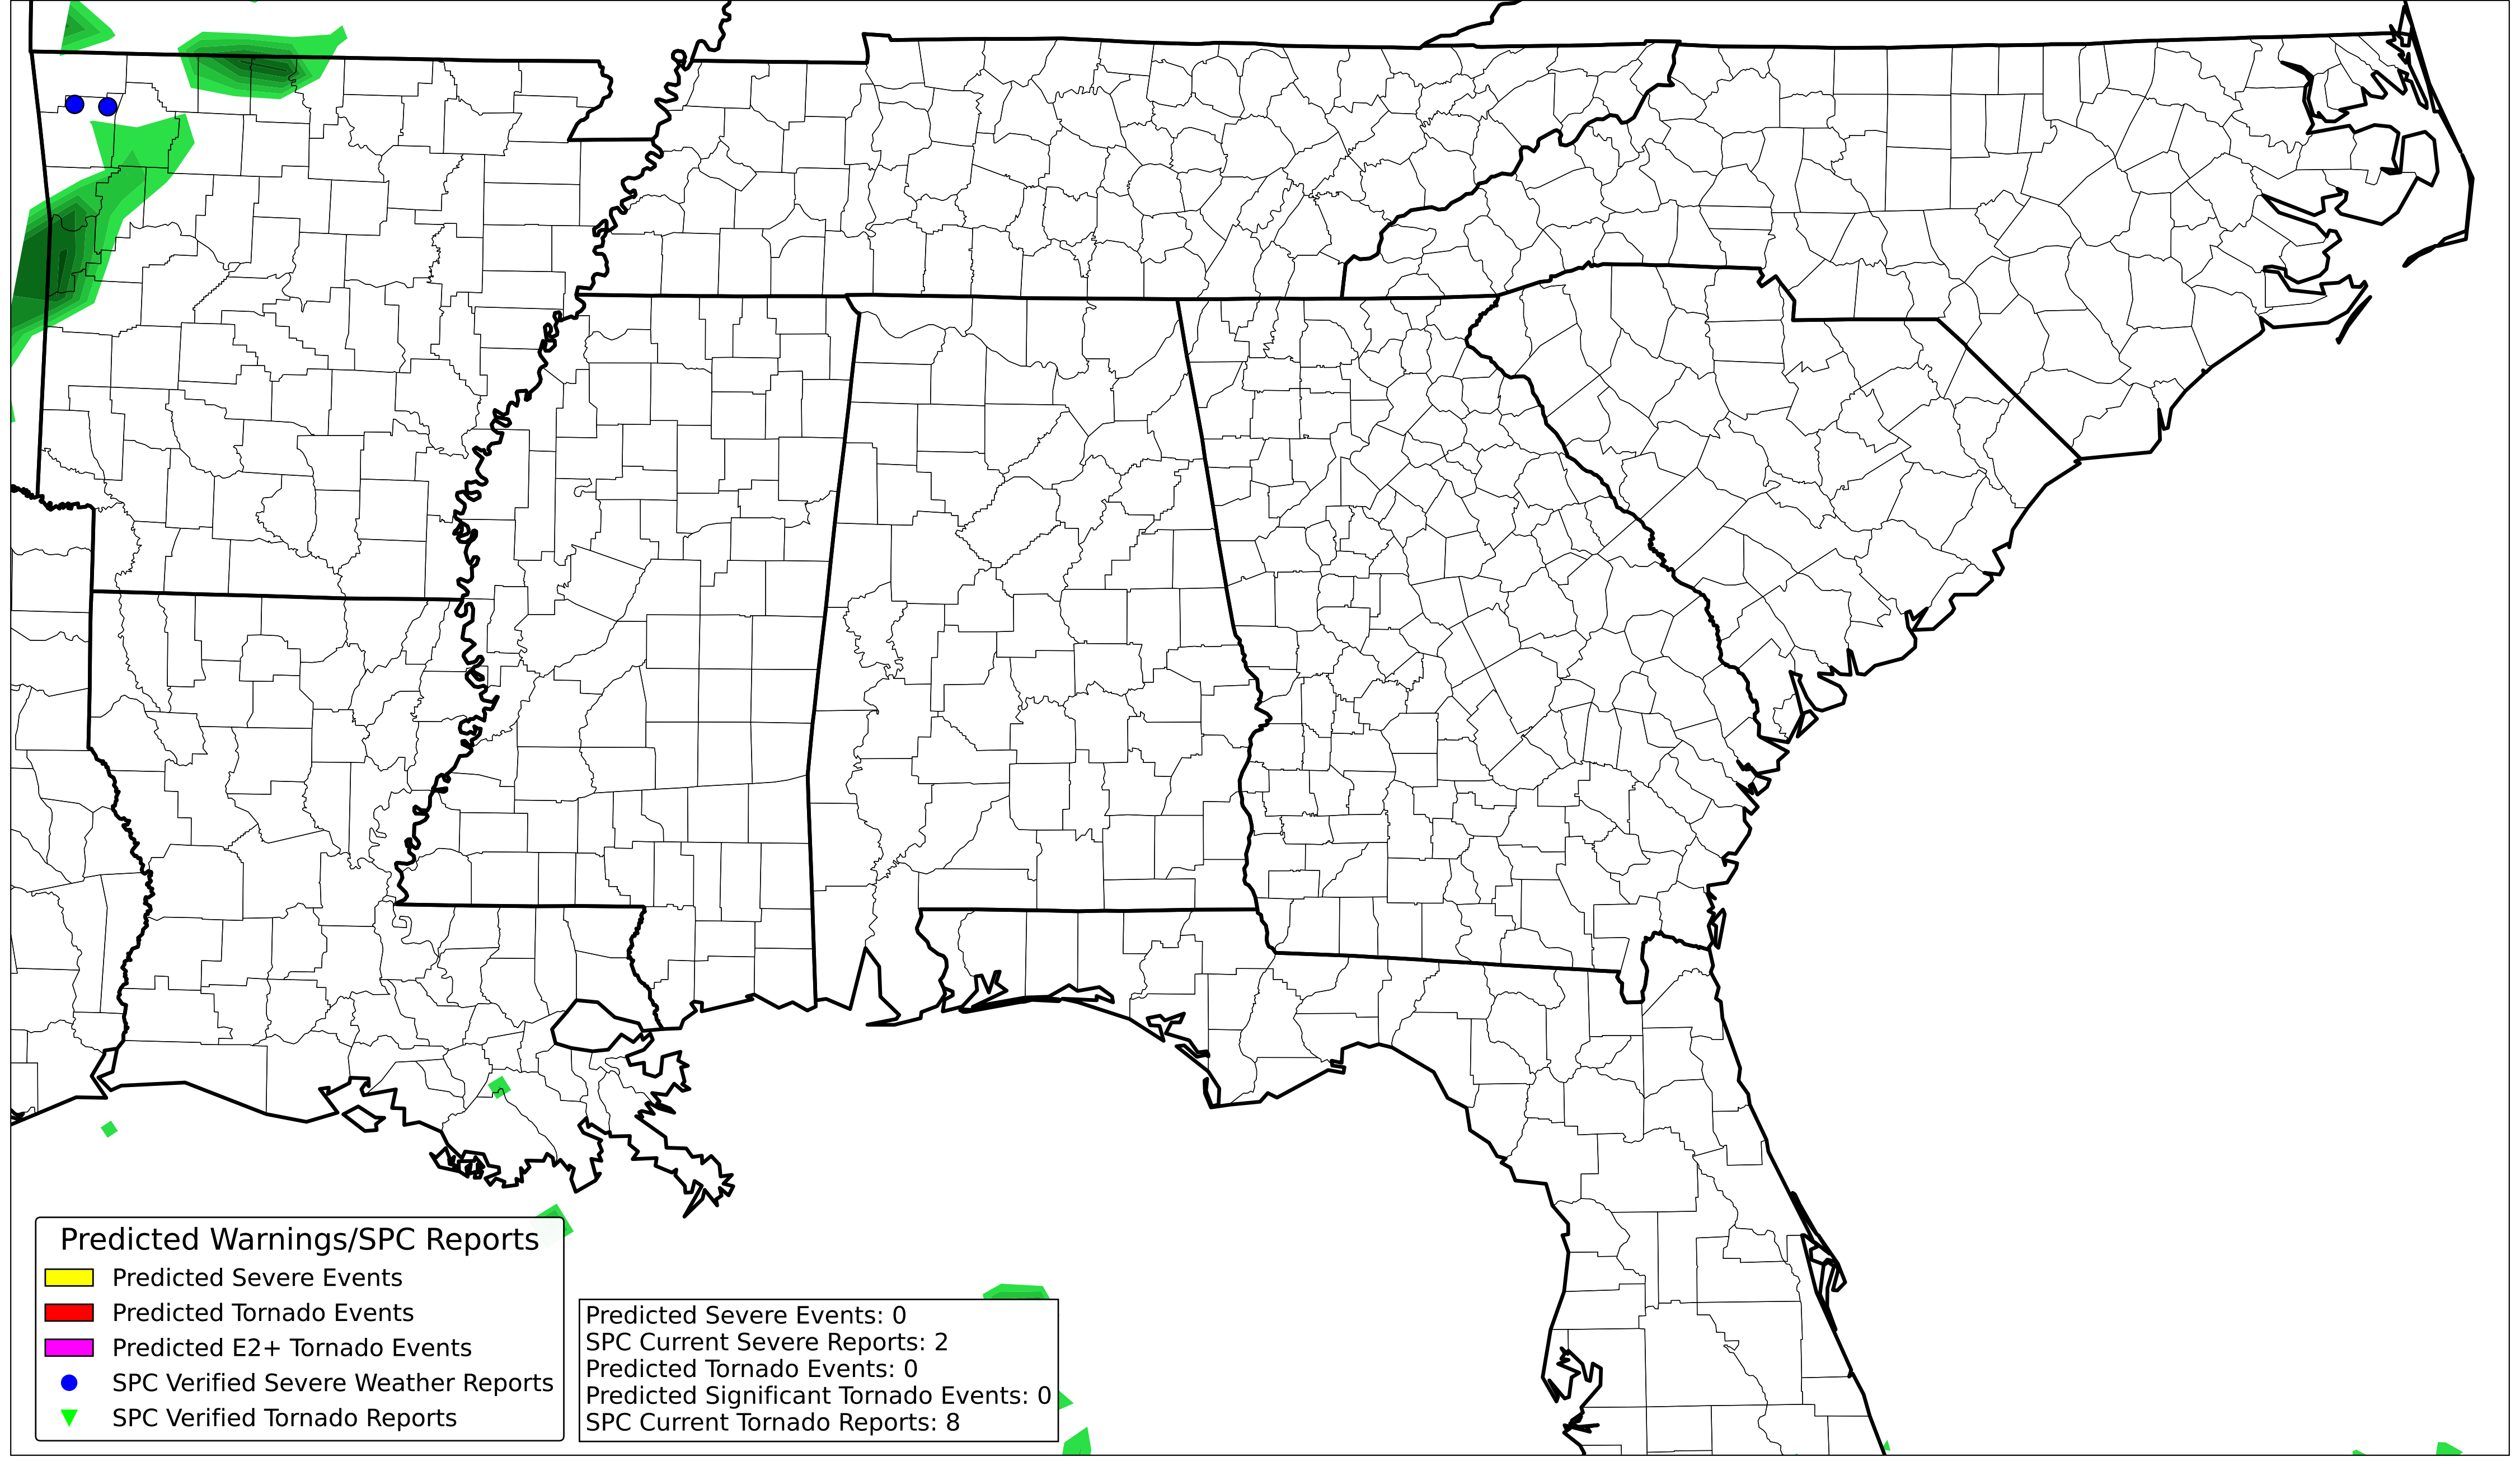 Predicted Warnings/SPC Reports
Predicted Severe Events
Predicted Tornado Events
Predicted E2+ Tornado Events
SPC Verified Severe Weather Reports
SPC Verified Tornado Reports
Predicted Severe Events: 0
SPC Current Severe Reports: 2
Predicted Tornado Events: 0
Predicted Significant Tornado Events: 0
SPC Current Tornado Reports: 8